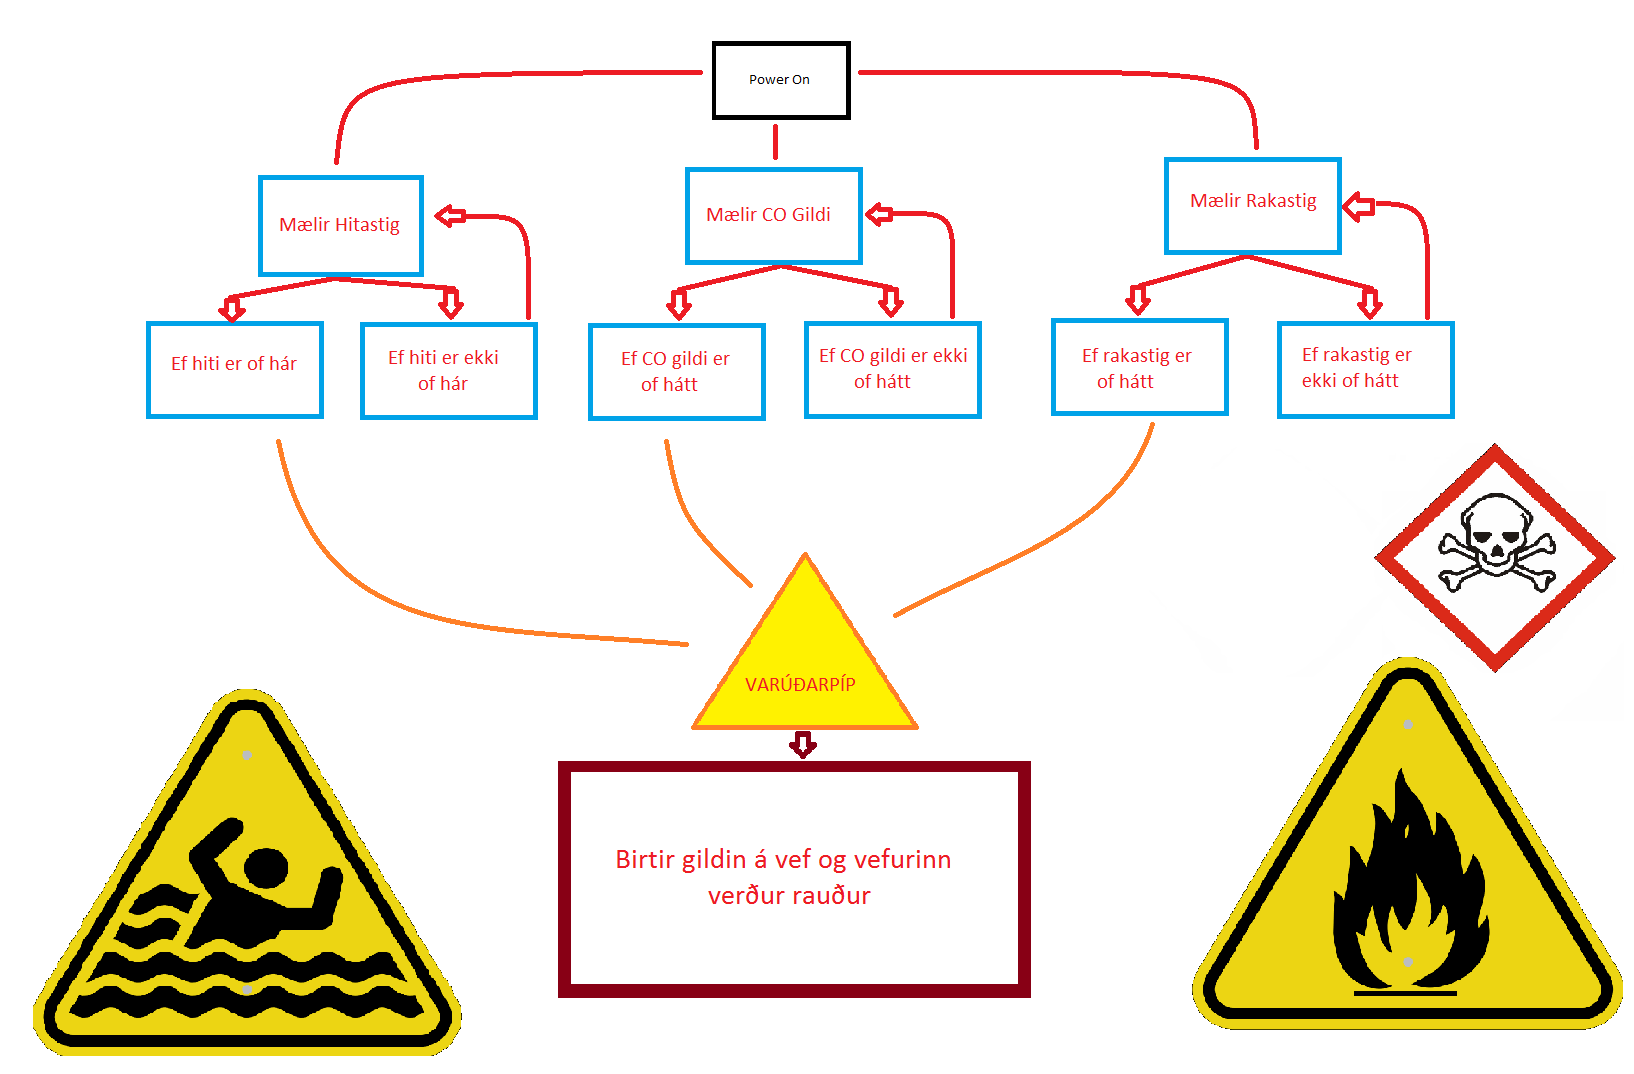 Power On
Mælir Hitastig
Mælir CO Gildi
Mælir Rakastig
Ef hiti er of hár
Ef hiti er ekki
of hár
Ef CO gildi er
of hátt
Ef CO gildi er ekki
of hátt
Ef rakastig er
of hátt
Ef rakastig er
ekki of hátt
VARÚÐARPÍP
Birtir gildin á vef og vefurinn
verður rauður